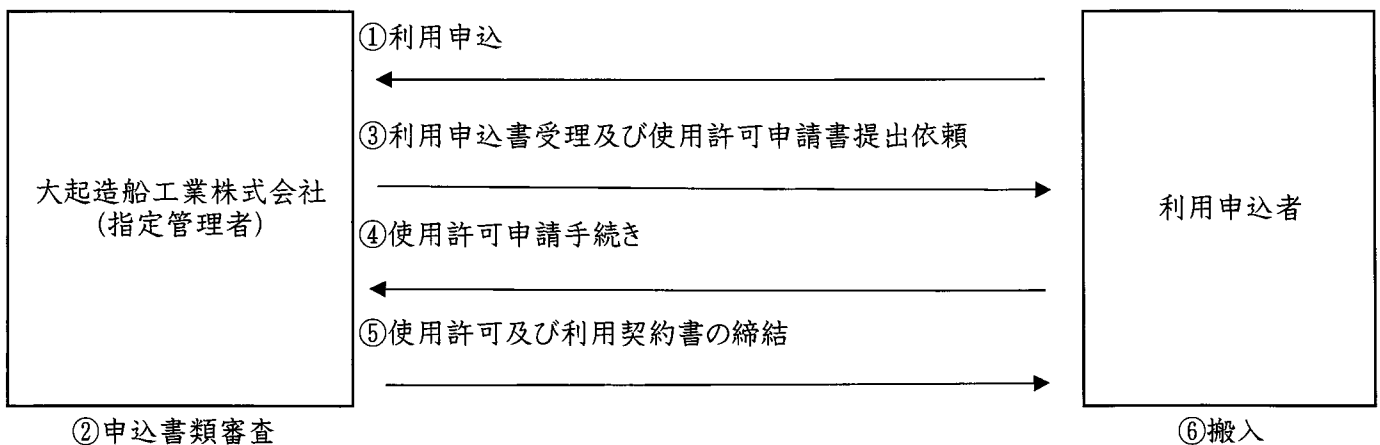 ①利用申込
③利用申込書受理及び使用許可申請書提出依頼
大起造船工業株式会社
(指定管理者)
利用申込者
④使用許可申請手続き
⑤使用許可及び利用契約書の締結
②申込書類審査
⑥搬入